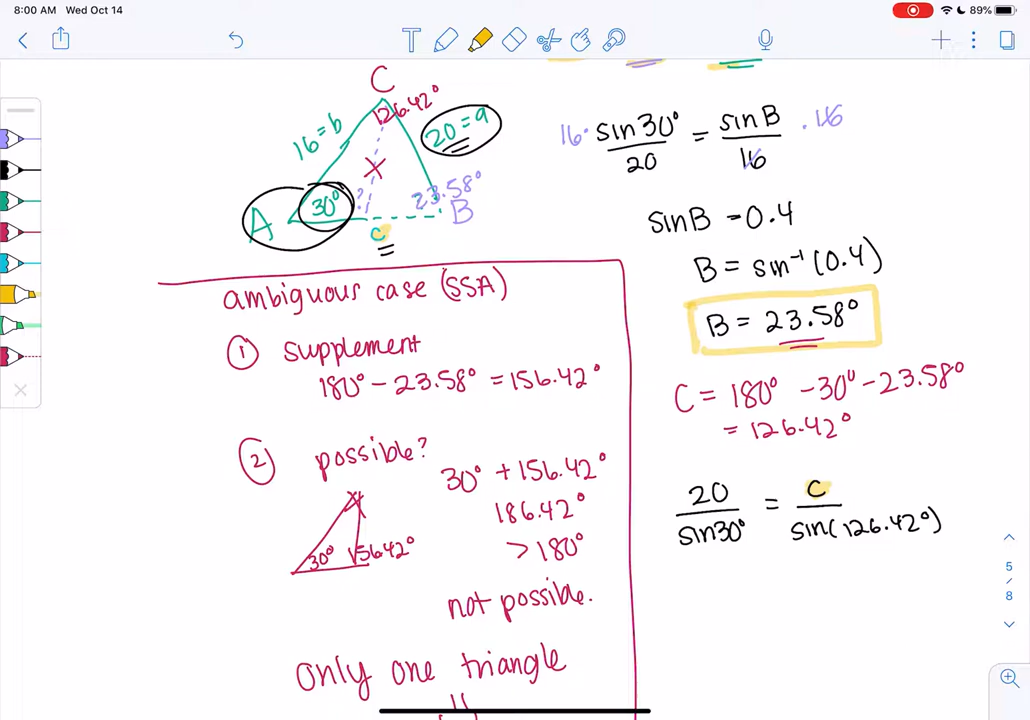 8:00 AM Wed Oct 14
89%
T
C
126.42°
16 = b
20 = a
30°
?
23.58°
A
B
c
16 · sin30° / 20 = sinB / 16 · 16
sinB = 0.4
B = sin⁻¹ (0.4)
B = 23.58°
C = 180° - 30° - 23.58°
= 126.42°
20 / sin30° = c / sin(126.42°)
ambiguous case (SSA)
① supplement
180° - 23.58° = 156.42°
② possible?
30° + 156.42°
186.42°
> 180°
30° 156.42°
not possible.
Only one triangle
5
/
8